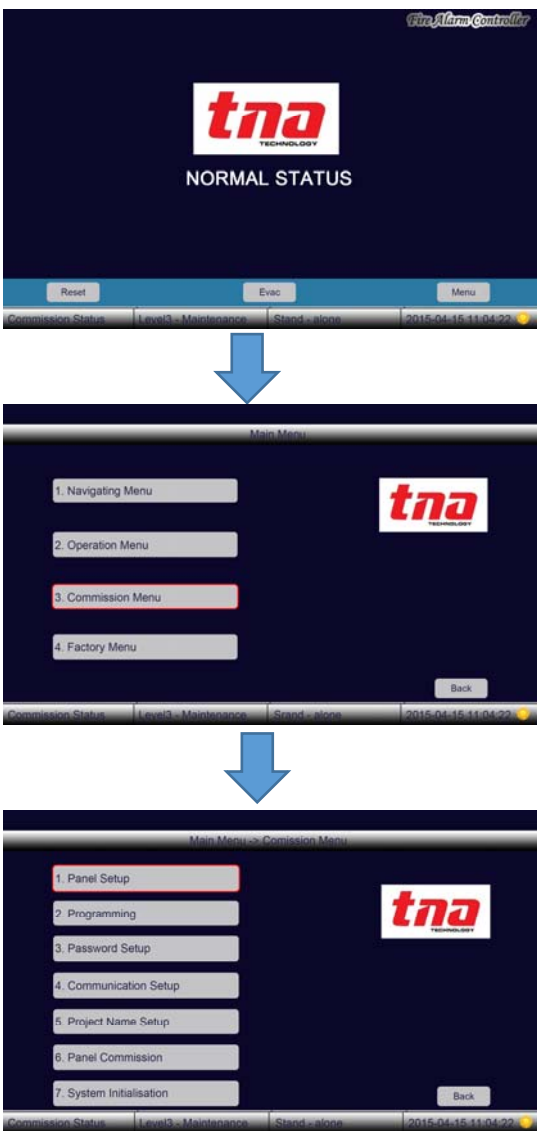 Fire Alarm Controller
tna
TECHNOLOGY
NORMAL STATUS
Reset Evac Menu
Commission Status Level3 - Maintenance Stand - alone 2015-04-15 11:04:22
Main Menu
1. Navigating Menu
tna
TECHNOLOGY
2. Operation Menu
3. Commission Menu
4. Factory Menu
Back
Commission Status Level3 - Maintenance Srand - alone 2015-04-15 11:04:22
Main Menu -> Comission Menu
1. Panel Setup
2 Programming
tna
TECHNOLOGY
3. Password Setup
4. Communication Setup
5. Project Name Setup
6. Panel Commission
7. System Initialisation
Back
Commission Status Level3 - Maintenance Stand - alone 2015-04-15 11:04:22